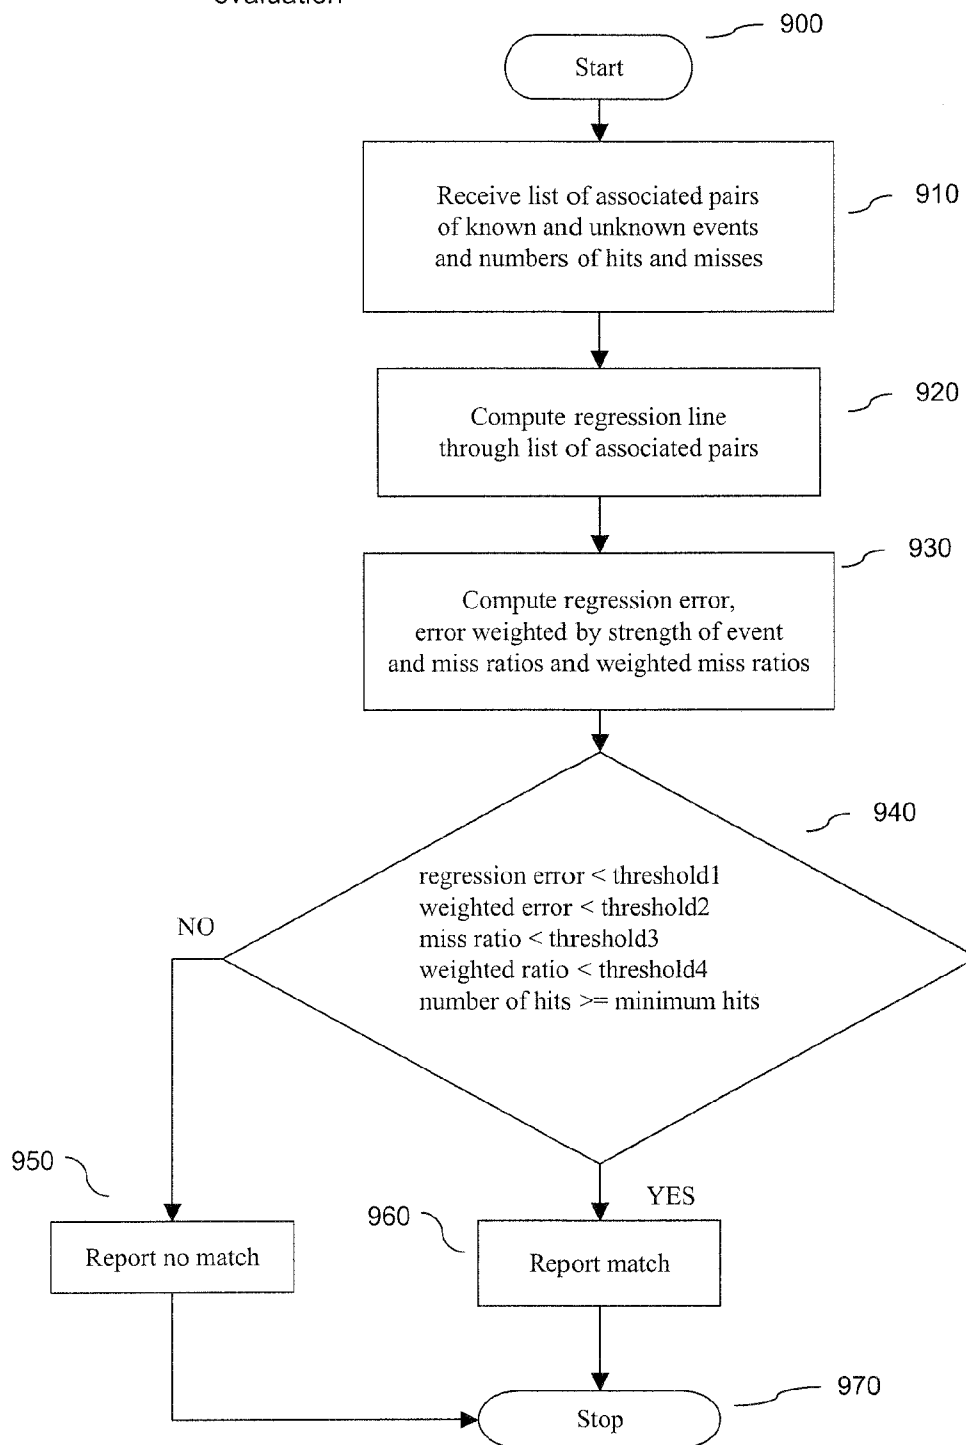 evaluation
900
Start
Receive list of associated pairs
of known and unknown events
and numbers of hits and misses
910
Compute regression line
through list of associated pairs
920
930
Compute regression error,
error weighted by strength of event
and miss ratios and weighted miss ratios
940
regression error < threshold1
weighted error < threshold2
miss ratio < threshold3
weighted ratio < threshold4
number of hits >= minimum hits
NO
YES
950
Report no match
960
Report match
970
Stop